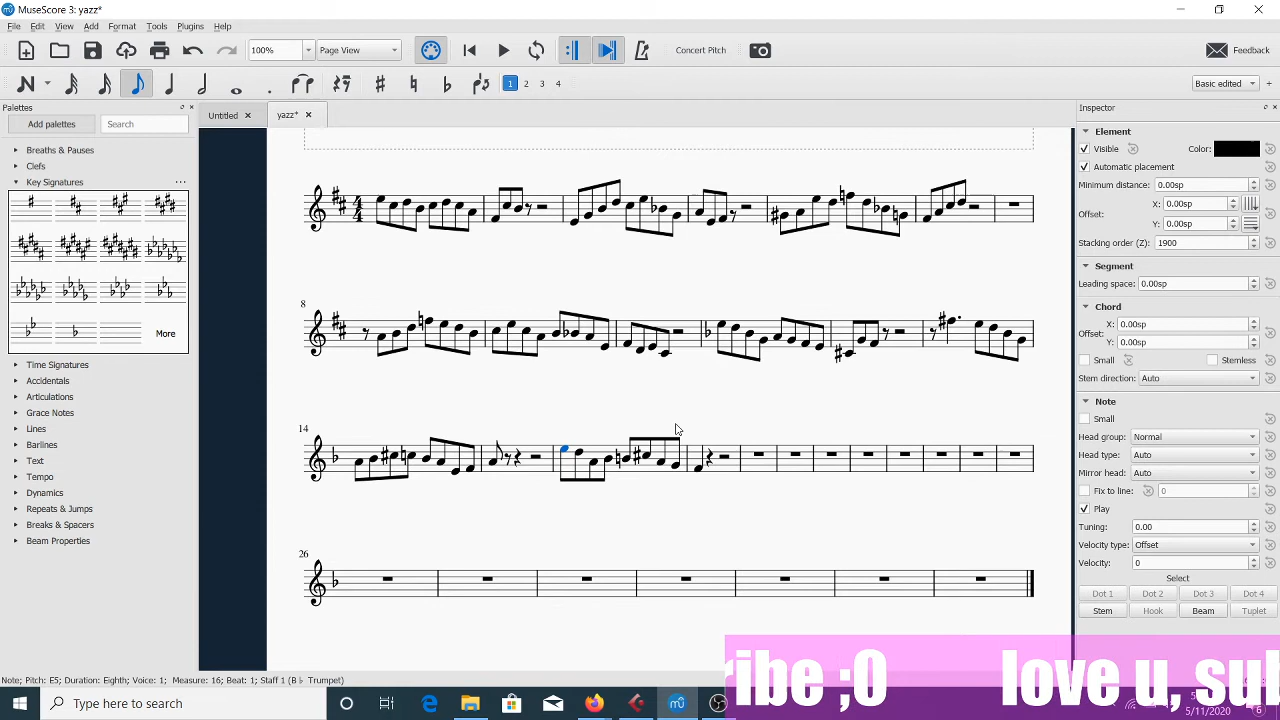 MuseScore 3: yazz*
File Edit View Add Format Tools Plugins Help
100% Page View Concert Pitch Feedback
1 2 3 4 Basic edited
Palettes
Untitled yazz*
Inspector
Add palettes Search
Breaths & Pauses
Clefs
Key Signatures
More
Time Signatures
Accidentals
Articulations
Grace Notes
Lines
Barlines
Text
Tempo
Dynamics
Repeats & Jumps
Breaks & Spacers
Beam Properties
4
4
8
14
26
Element
Visible Color:
Automatic placement
Minimum distance: 0.00sp
Offset: X: 0.00sp
Y: 0.00sp
Stacking order (Z): 1900
Segment
Leading space: 0.00sp
Chord
Offset: X: 0.00sp
Y: 0.00sp
Small Stemless
Stem direction: Auto
Note
Small
Head group: Normal
Head type: Auto
Mirror head: Auto
Fix to line: 0
Play
Tuning: 0.00
Velocity type: Offset
Velocity: 0
Select
Dot 1 Dot 2 Dot 3 Dot 4
Stem Hook Beam Tuplet
Note; Pitch: E5; Duration: Eighth; Voice: 1; Measure: 16; Beat: 1; Staff 1 (B♭ Trumpet)
ribe ;0 love u, sub
Type here to search
5/11/2020
6